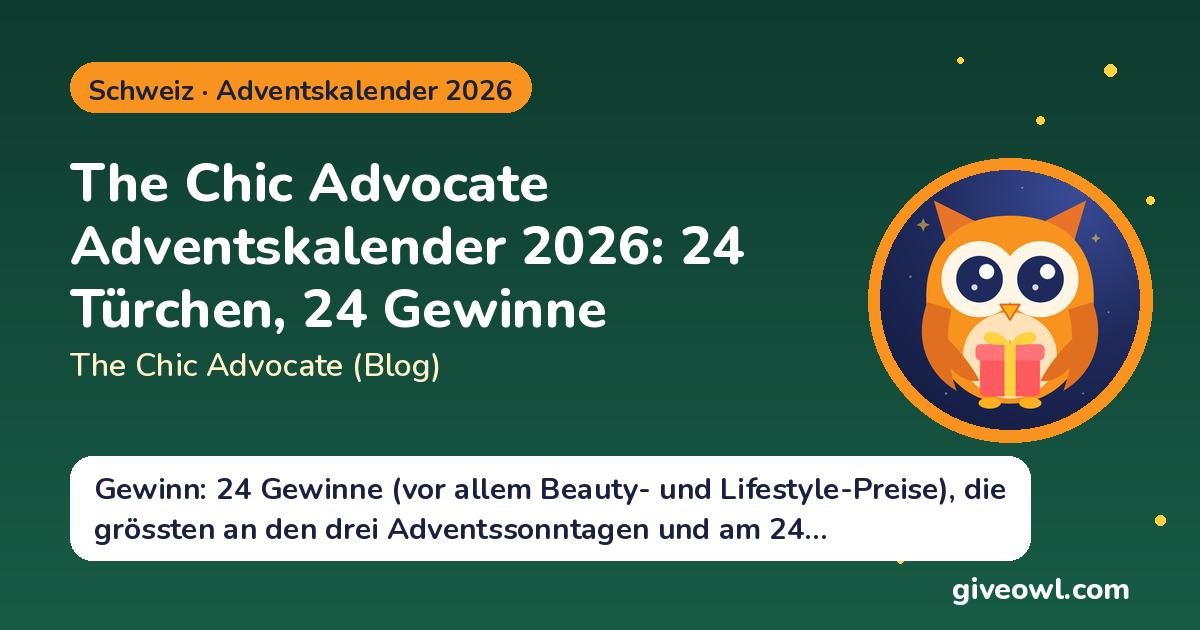 Schweiz · Adventskalender 2026
The Chic Advocate
Adventskalender 2026: 24
Türchen, 24 Gewinne
The Chic Advocate (Blog)
Gewinn: 24 Gewinne (vor allem Beauty- und Lifestyle-Preise), die
grössten an den drei Adventssonntagen und am 24...
giveowl.com